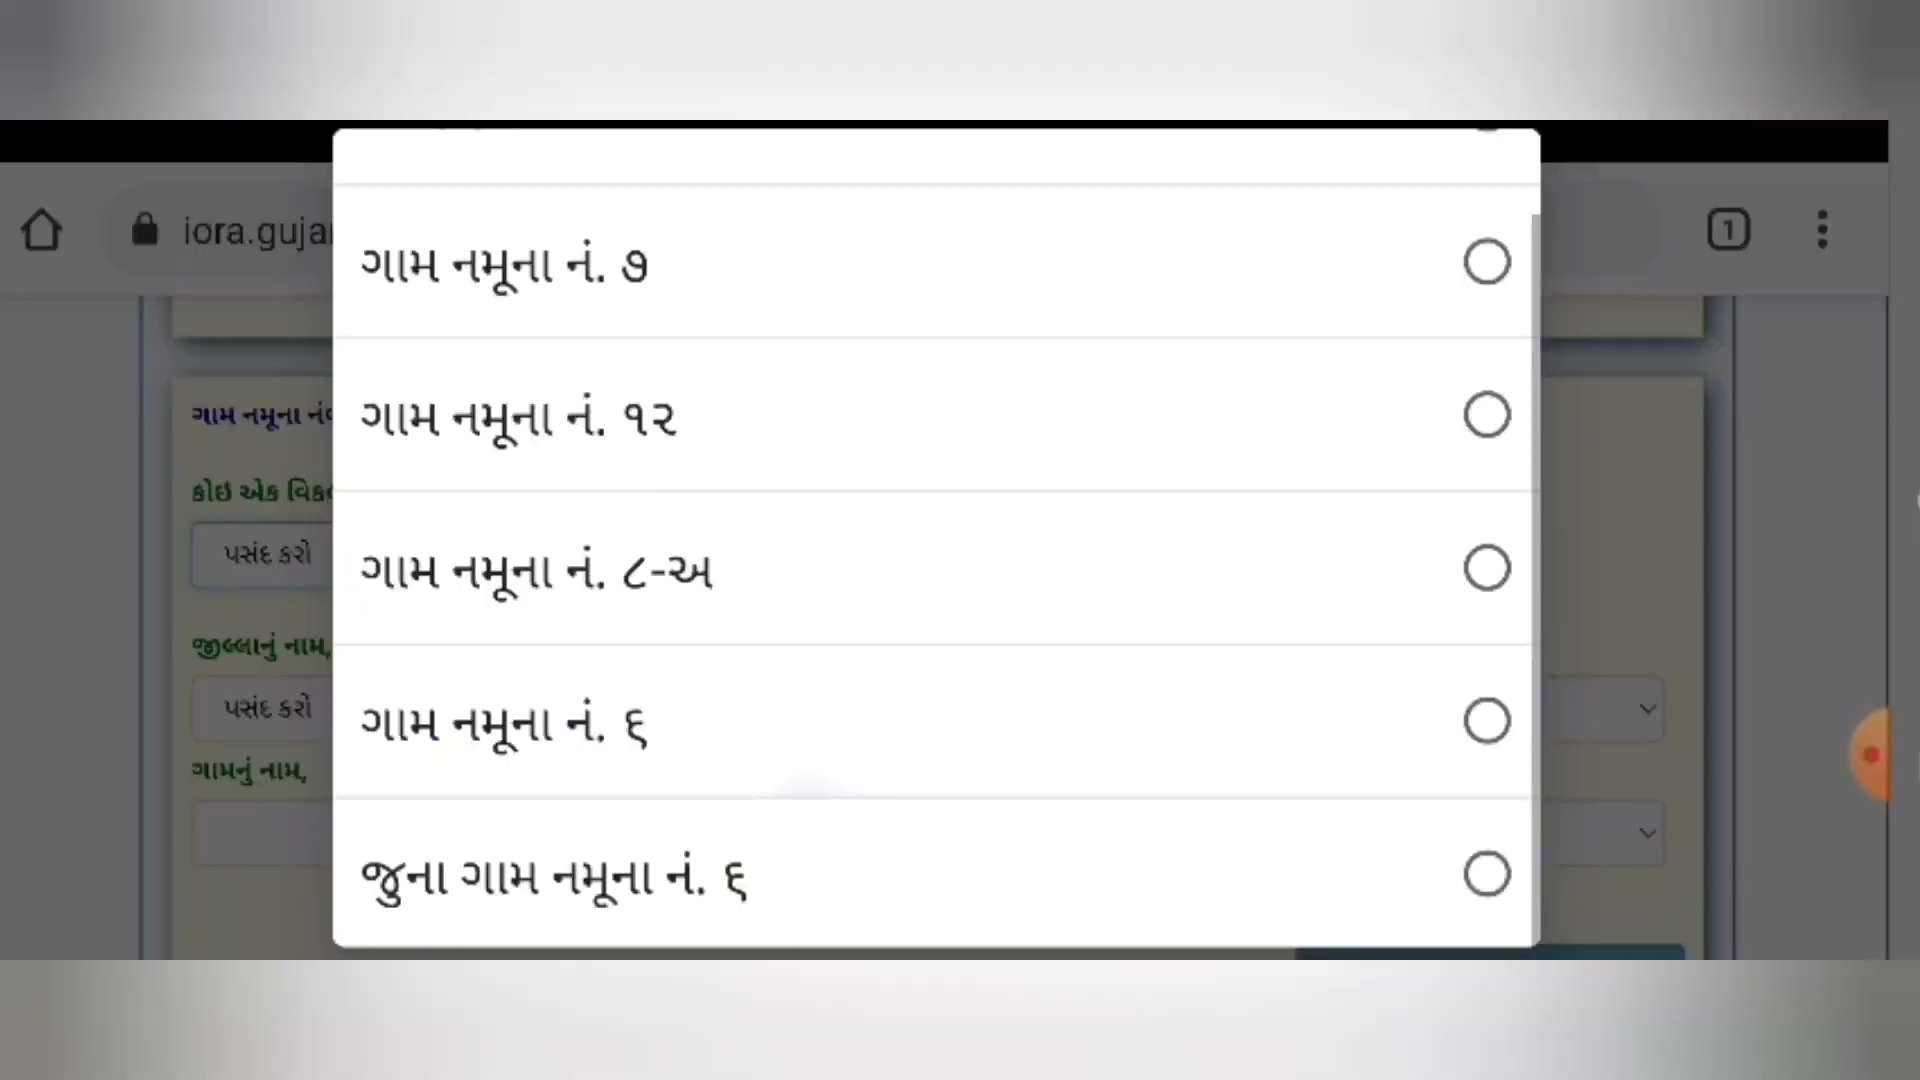 iora.guja
1
ગામ નમૂના નં. ૭
ગામ નમૂના નં. ૧૨
ગામ નમૂના નં. ૮-અ
ગામ નમૂના નં. ૬
જુના ગામ નમૂના નં. ૬
ગામ નમૂના
કોઇ એક
પસંદ કરો
જીલ્લાનું નામ,
પસંદ કરો
ગામનું નામ,